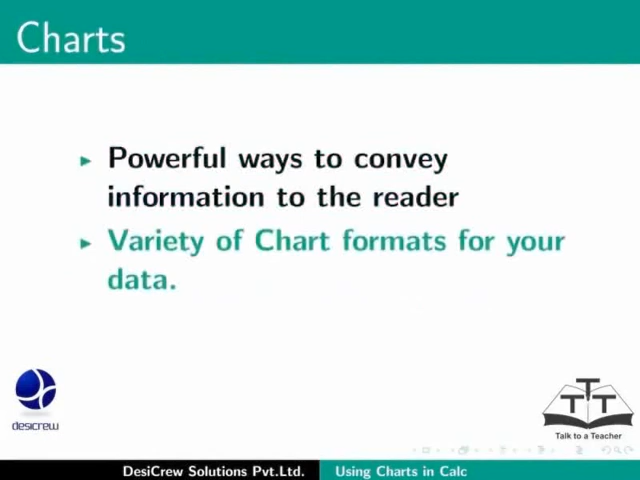 Charts
Powerful ways to convey
information to the reader
Variety of Chart formats for your
data.
desicrew
TTT
Talk to a Teacher
DesiCrew Solutions Pvt.Ltd.
Using Charts in Calc